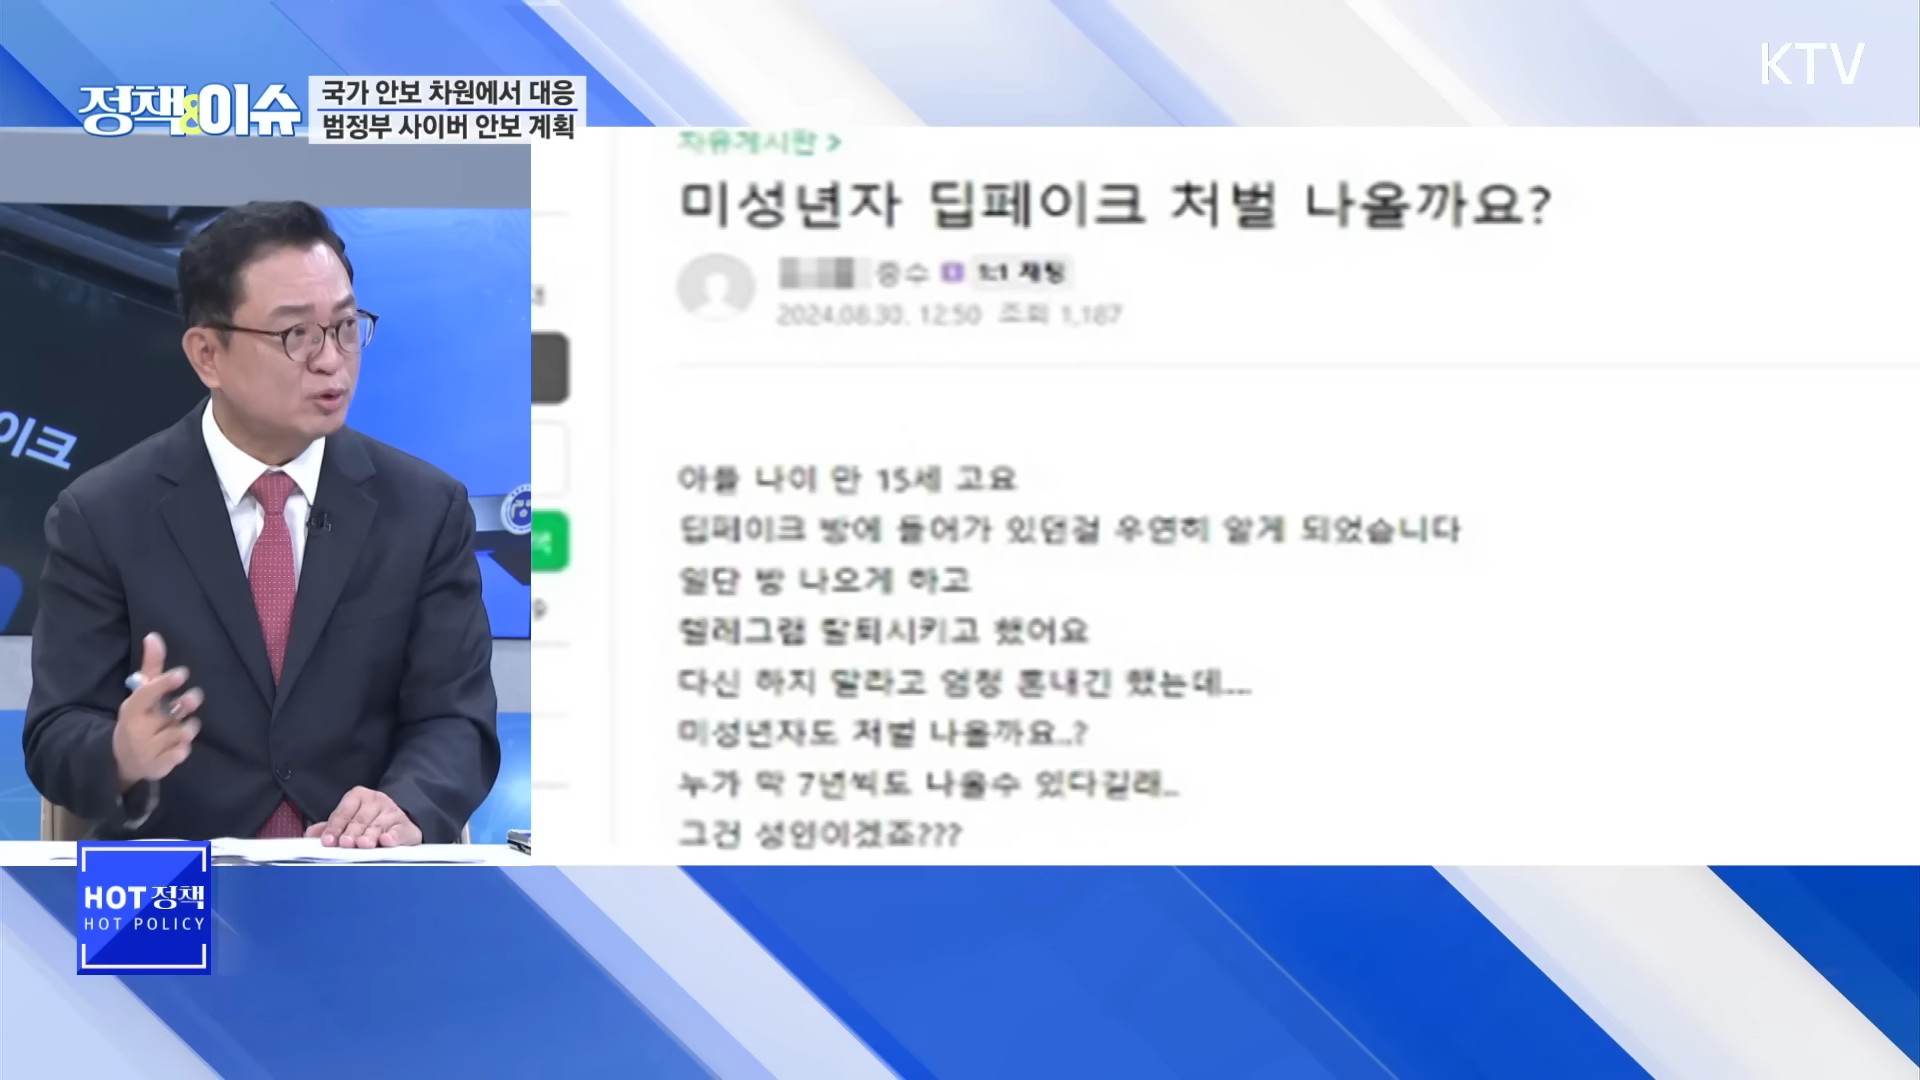 KTV
정책&이슈
국가 안보 차원에서 대응
범정부 사이버 안보 계획
자유게시판 >
미성년자 딥페이크 처벌 나올까요?
1:1 채팅
2024.08.30. 12:50 조회 1,187
아들 나이 만 15세 고요
딥페이크 방에 들어가 있던걸 우연히 알게 되었습니다
일단 방 나오게 하고
텔레그램 탈퇴시키고 했어요
다신 하지 말라고 엄청 혼내긴 했는데....
미성년자도 처벌 나올까요..?
누가 막 7년씩도 나올수 있다길래..
그건 성인이겠죠???
이크
HOT 정책
HOT POLICY